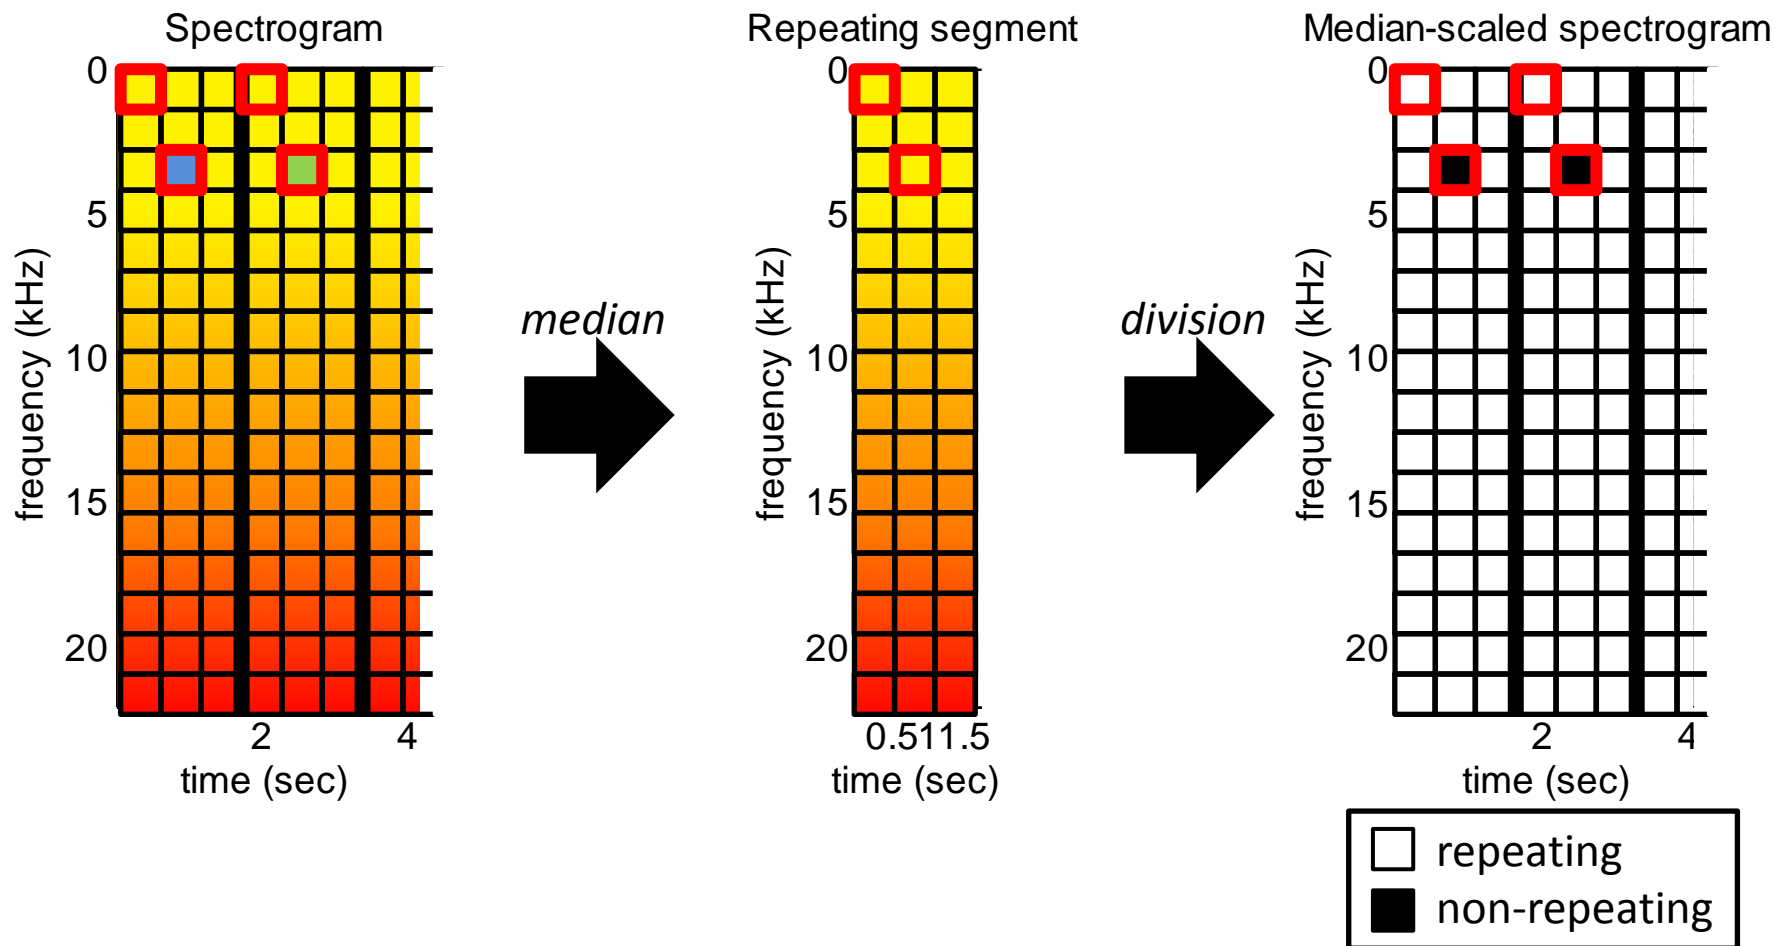 Spectrogram
0
5
10
15
20
frequency (kHz)
2
4
time (sec)
median
Repeating segment
0
5
10
15
20
frequency (kHz)
0.511.5
time (sec)
division
Median-scaled spectrogram
0
5
10
15
20
frequency (kHz)
2
4
time (sec)
repeating
non-repeating